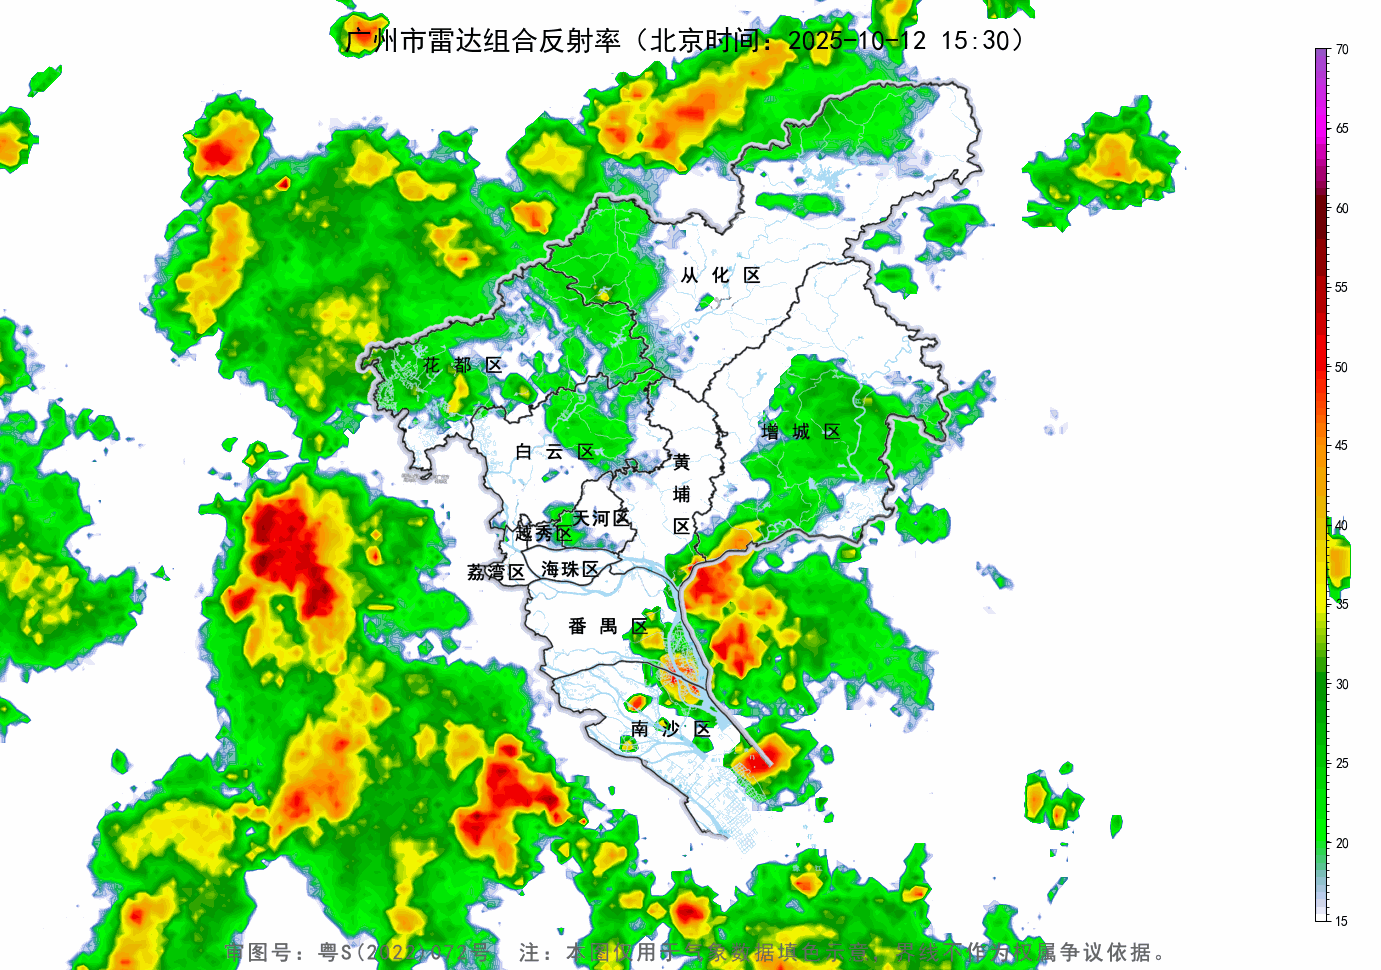 广州市雷达组合反射率（北京时间：2025-10-12 15:30）
70
65
60
55
50
45
40
35
30
25
20
15
从化区
花都区
增城区
白云区
黄埔区
天河区
越秀区
荔湾区
海珠区
番禺区
南沙区
审图号：粤S(2022)072号 注：本图仅用于气象数据填色示意，界线不作为权属争议依据。